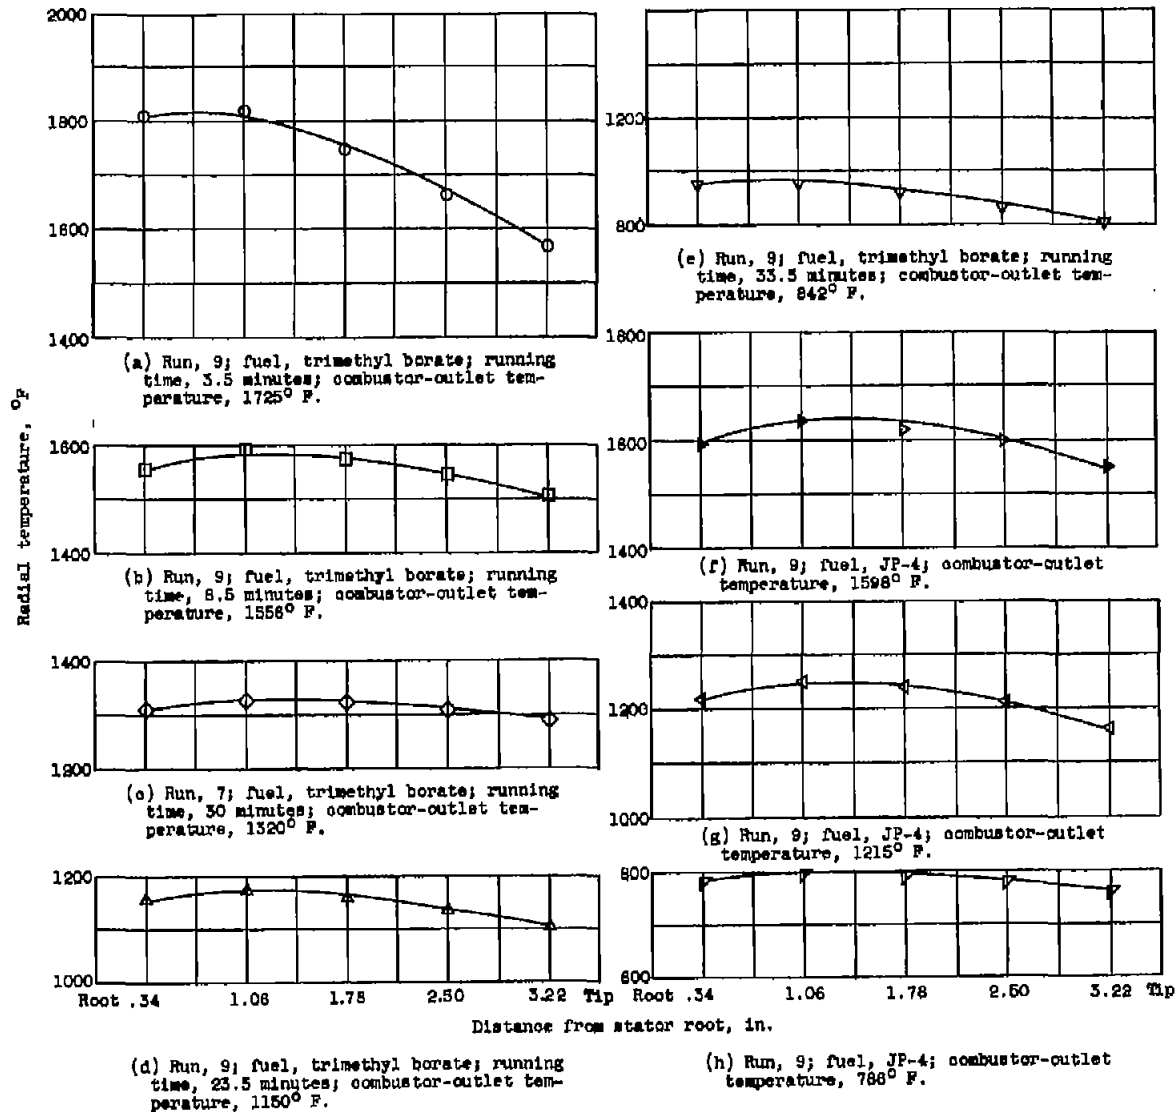 2000
1800
1600
1400
(a) Run, 9; fuel, trimethyl borate; running
time, 3.5 minutes; combustor-outlet tem-
perature, 1725° F.
1600
1400
(b) Run, 9; fuel, trimethyl borate; running
time, 8.5 minutes; combustor-outlet tem-
perature, 1556° F.
1400
1200
(c) Run, 7; fuel, trimethyl borate; running
time, 30 minutes; combustor-outlet tem-
perature, 1320° F.
1200
1000
Root .34 1.06 1.78 2.50 3.22 Tip
(d) Run, 9; fuel, trimethyl borate; running
time, 23.5 minutes; combustor-outlet tem-
perature, 1150° F.
Radial temperature, °F
1200
800
(e) Run, 9; fuel, trimethyl borate; running
time, 33.5 minutes; combustor-outlet tem-
perature, 842° F.
1800
1600
1400
(f) Run, 9; fuel, JP-4; combustor-outlet
temperature, 1598° F.
1400
1200
1000
(g) Run, 9; fuel, JP-4; combustor-outlet
temperature, 1215° F.
800
600
Root .34 1.06 1.78 2.50 3.22 Tip
Distance from stator root, in.
(h) Run, 9; fuel, JP-4; combustor-outlet
temperature, 786° F.